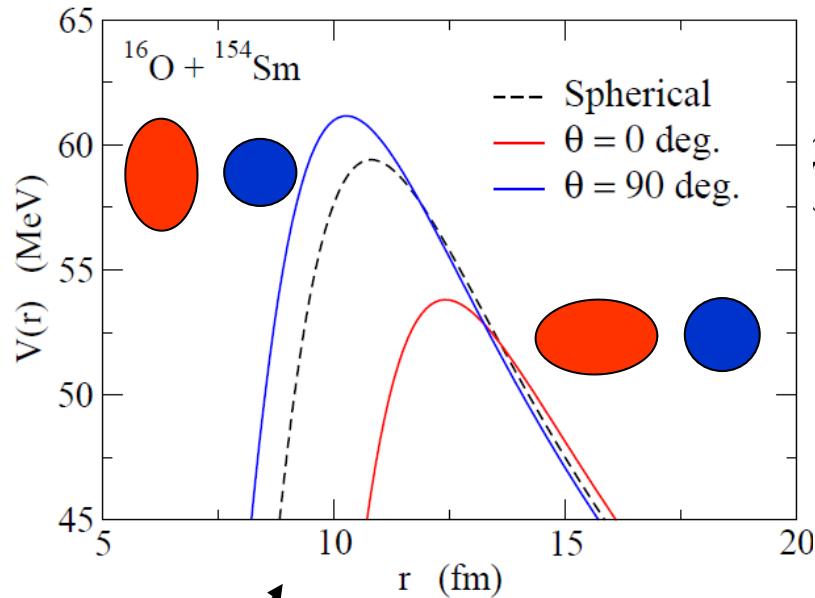 ¹⁶O + ¹⁵⁴Sm
Spherical
θ = 0 deg.
θ = 90 deg.
V(r) (MeV)
65
60
55
50
45
5
10
15
20
r (fm)